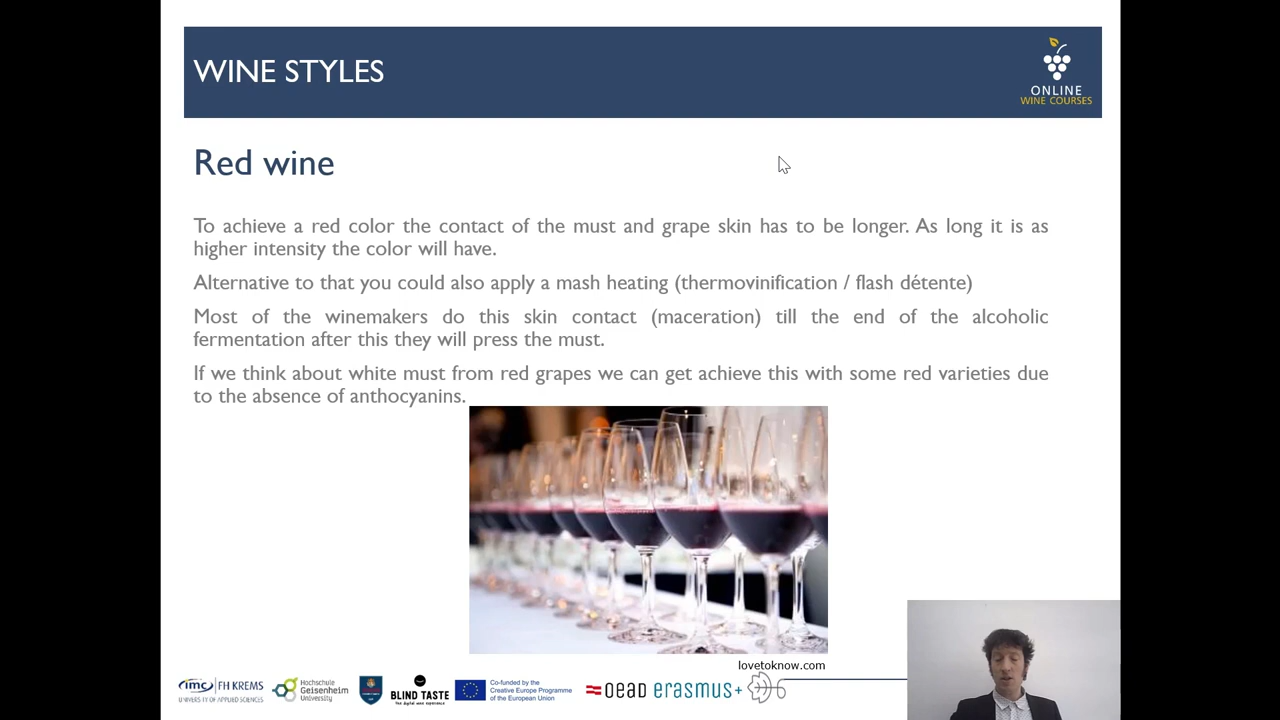 WINE STYLES
ONLINE
WINE COURSES
Red wine
To achieve a red color the contact of the must and grape skin has to be longer. As long it is as
higher intensity the color will have.
Alternative to that you could also apply a mash heating (thermovinification / flash détente)
Most of the winemakers do this skin contact (maceration) till the end of the alcoholic
fermentation after this they will press the must.
If we think about white must from red grapes we can get achieve this with some red varieties due
to the absence of anthocyanins.
lovetoknow.com
imc FH KREMS
UNIVERSITY OF APPLIED SCIENCES
Hochschule
Geisenheim
University
BLIND TASTE
The digital wine experience
Co-funded by the
Creative Europe Programme
of the European Union
OEAD erasmus+